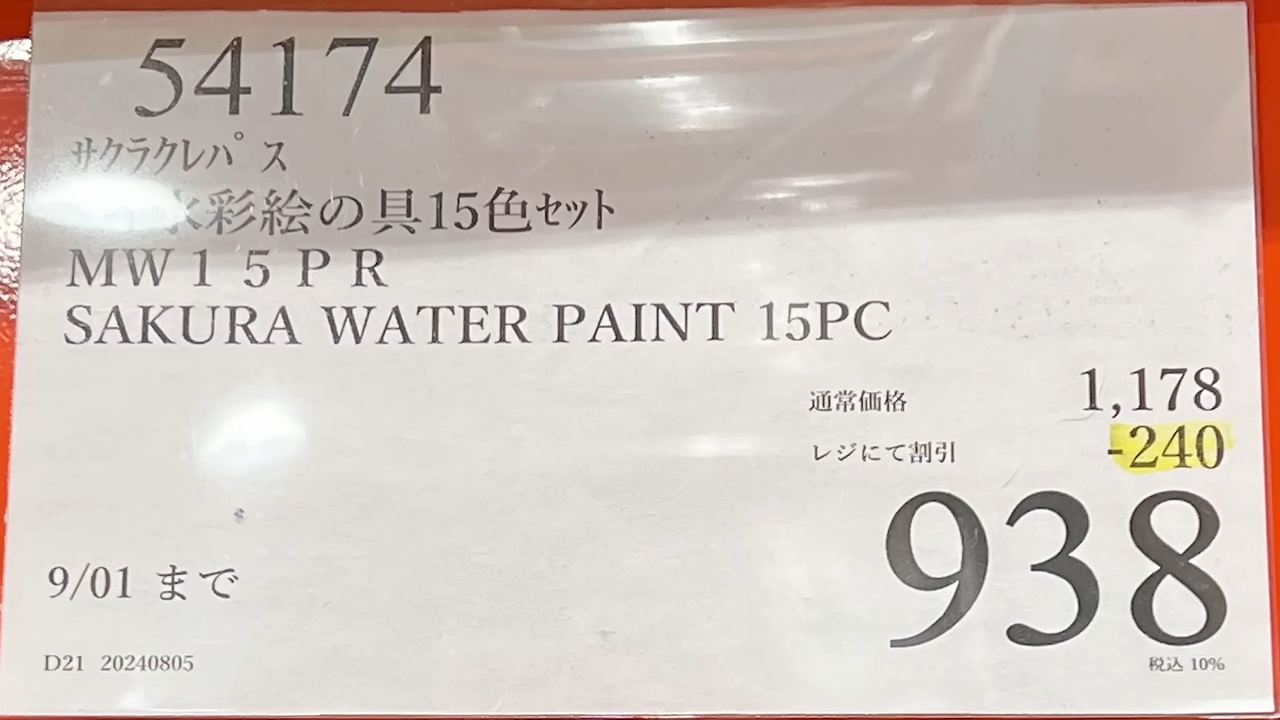 54174
サクラクレパス
水彩絵の具15色セット
MW15PR
SAKURA WATER PAINT 15PC
通常価格 1,178
レジにて割引 -240
938
9/01 まで
D21 20240805
税込 10%